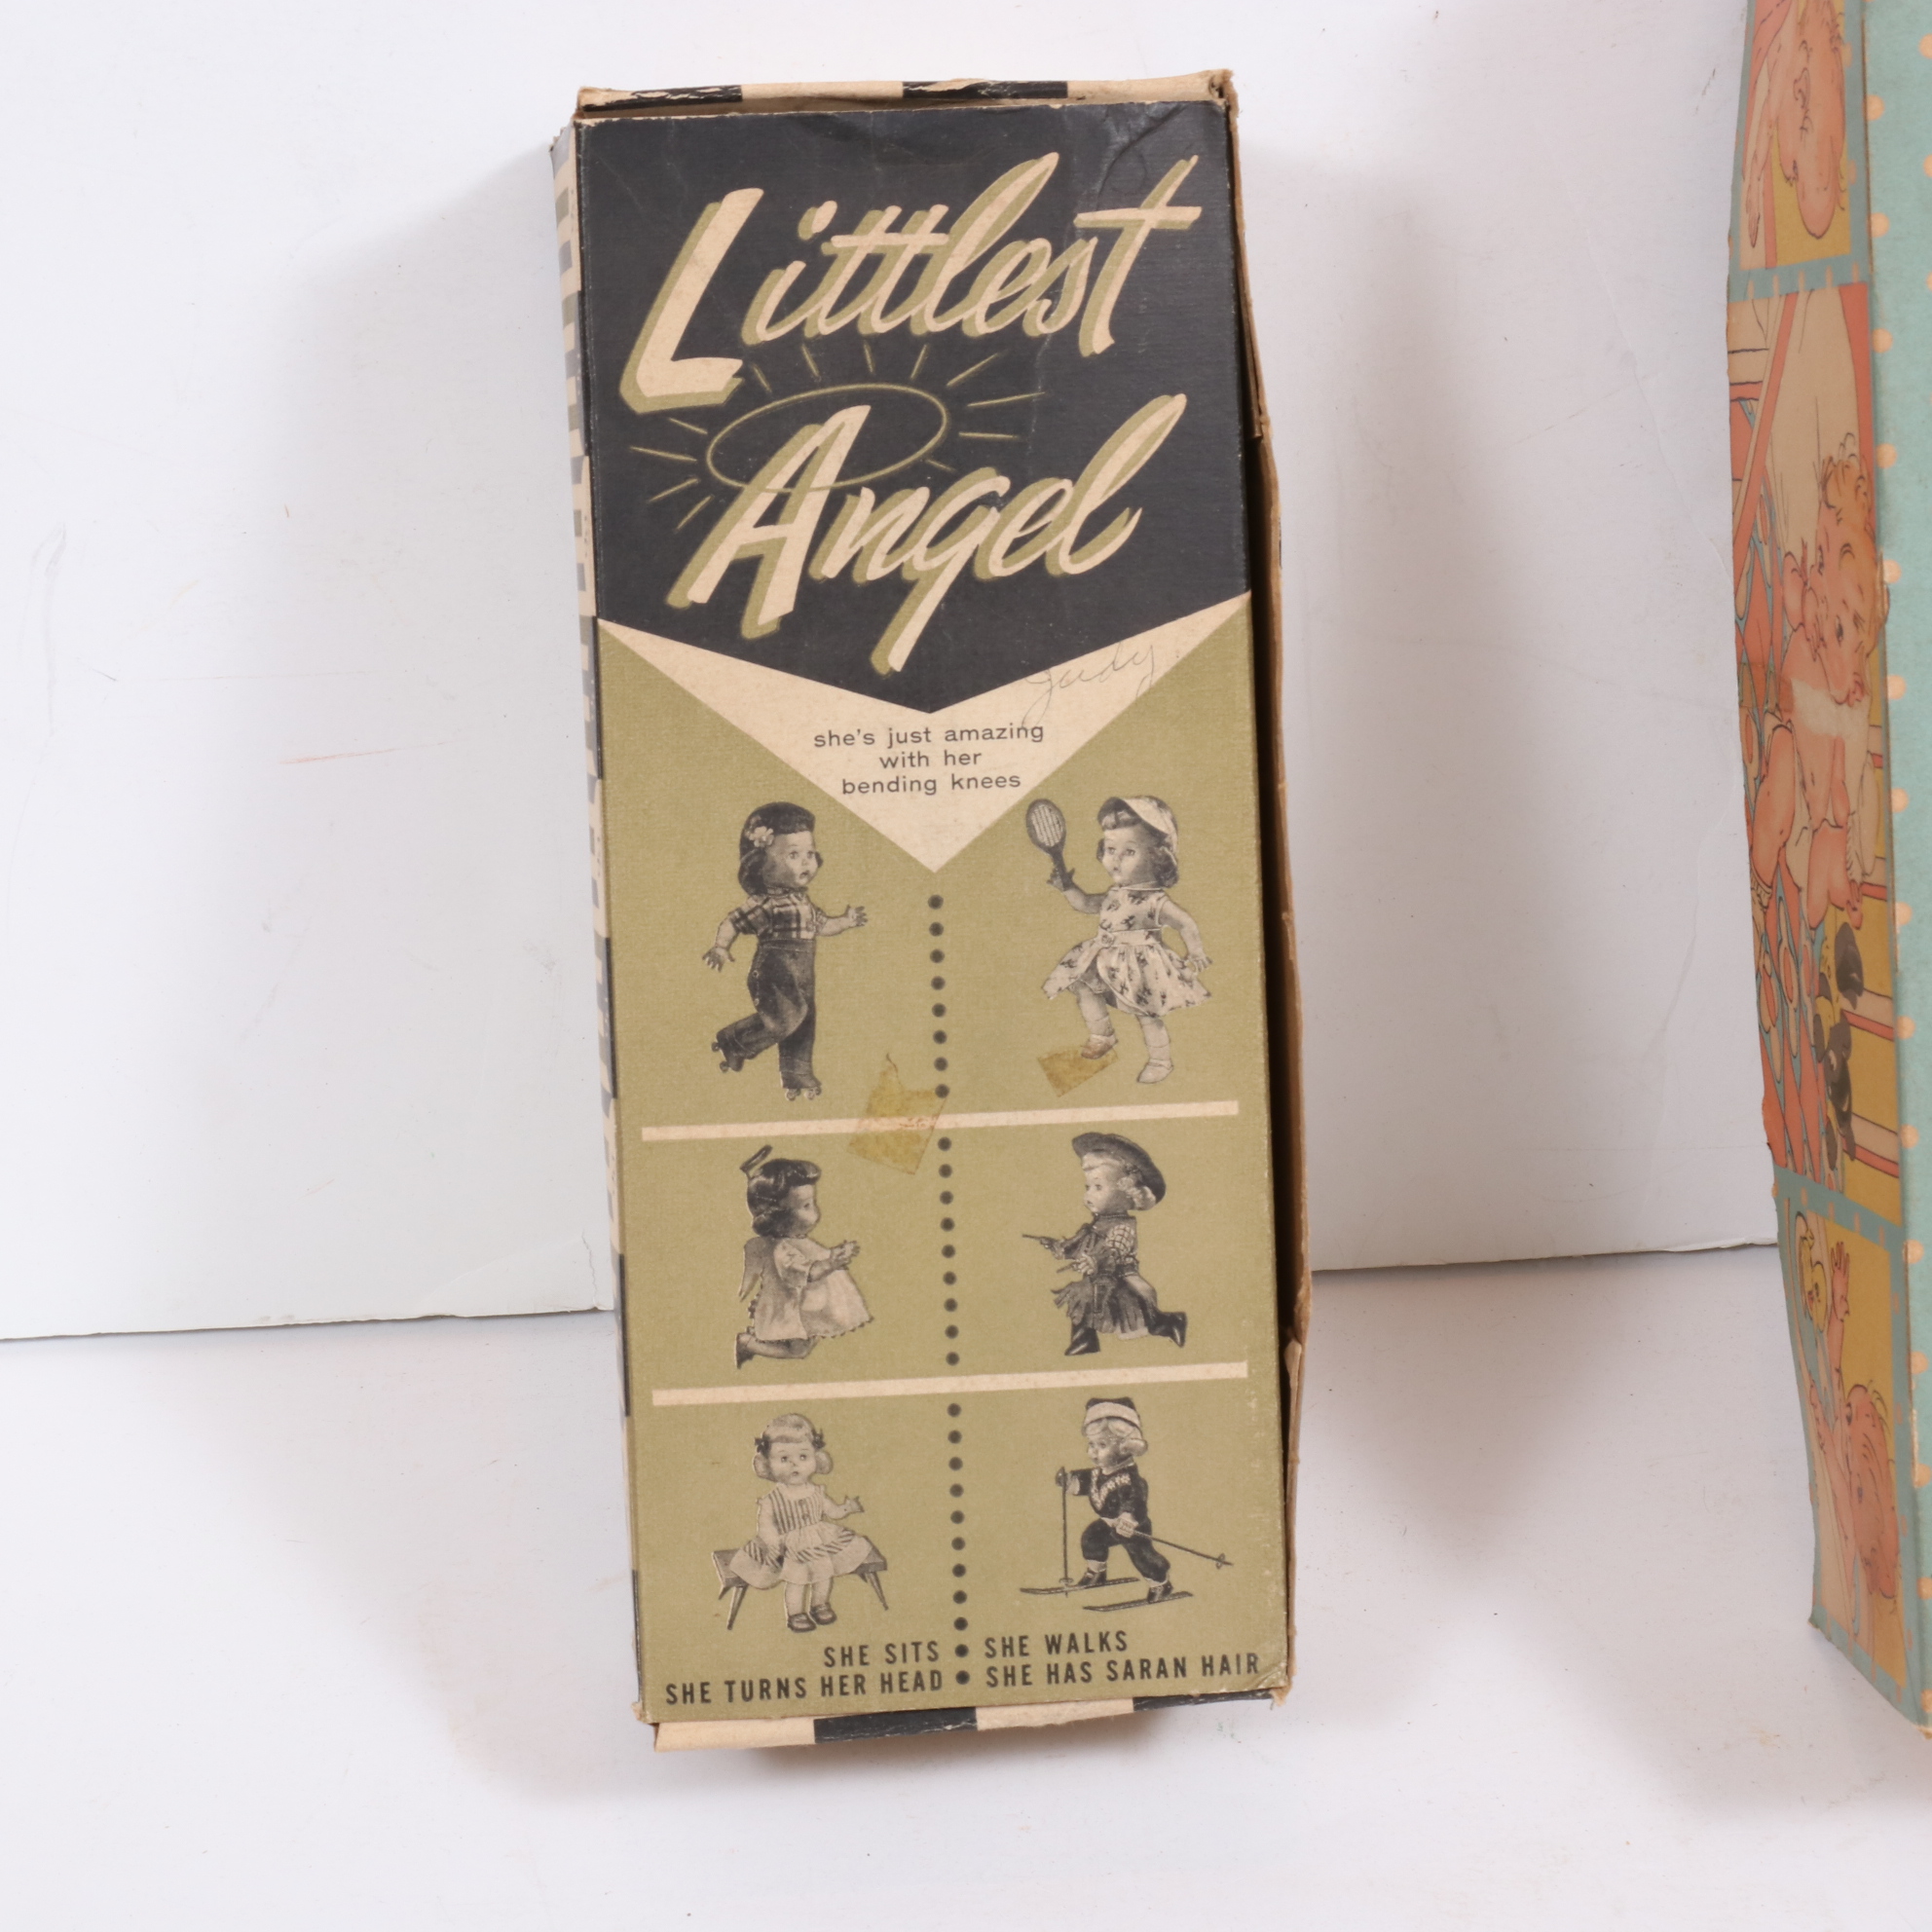 Littlest
Angel
Judy
she's just amazing
with her
bending knees
SHE SITS • SHE WALKS
SHE TURNS HER HEAD • SHE HAS SARAN HAIR